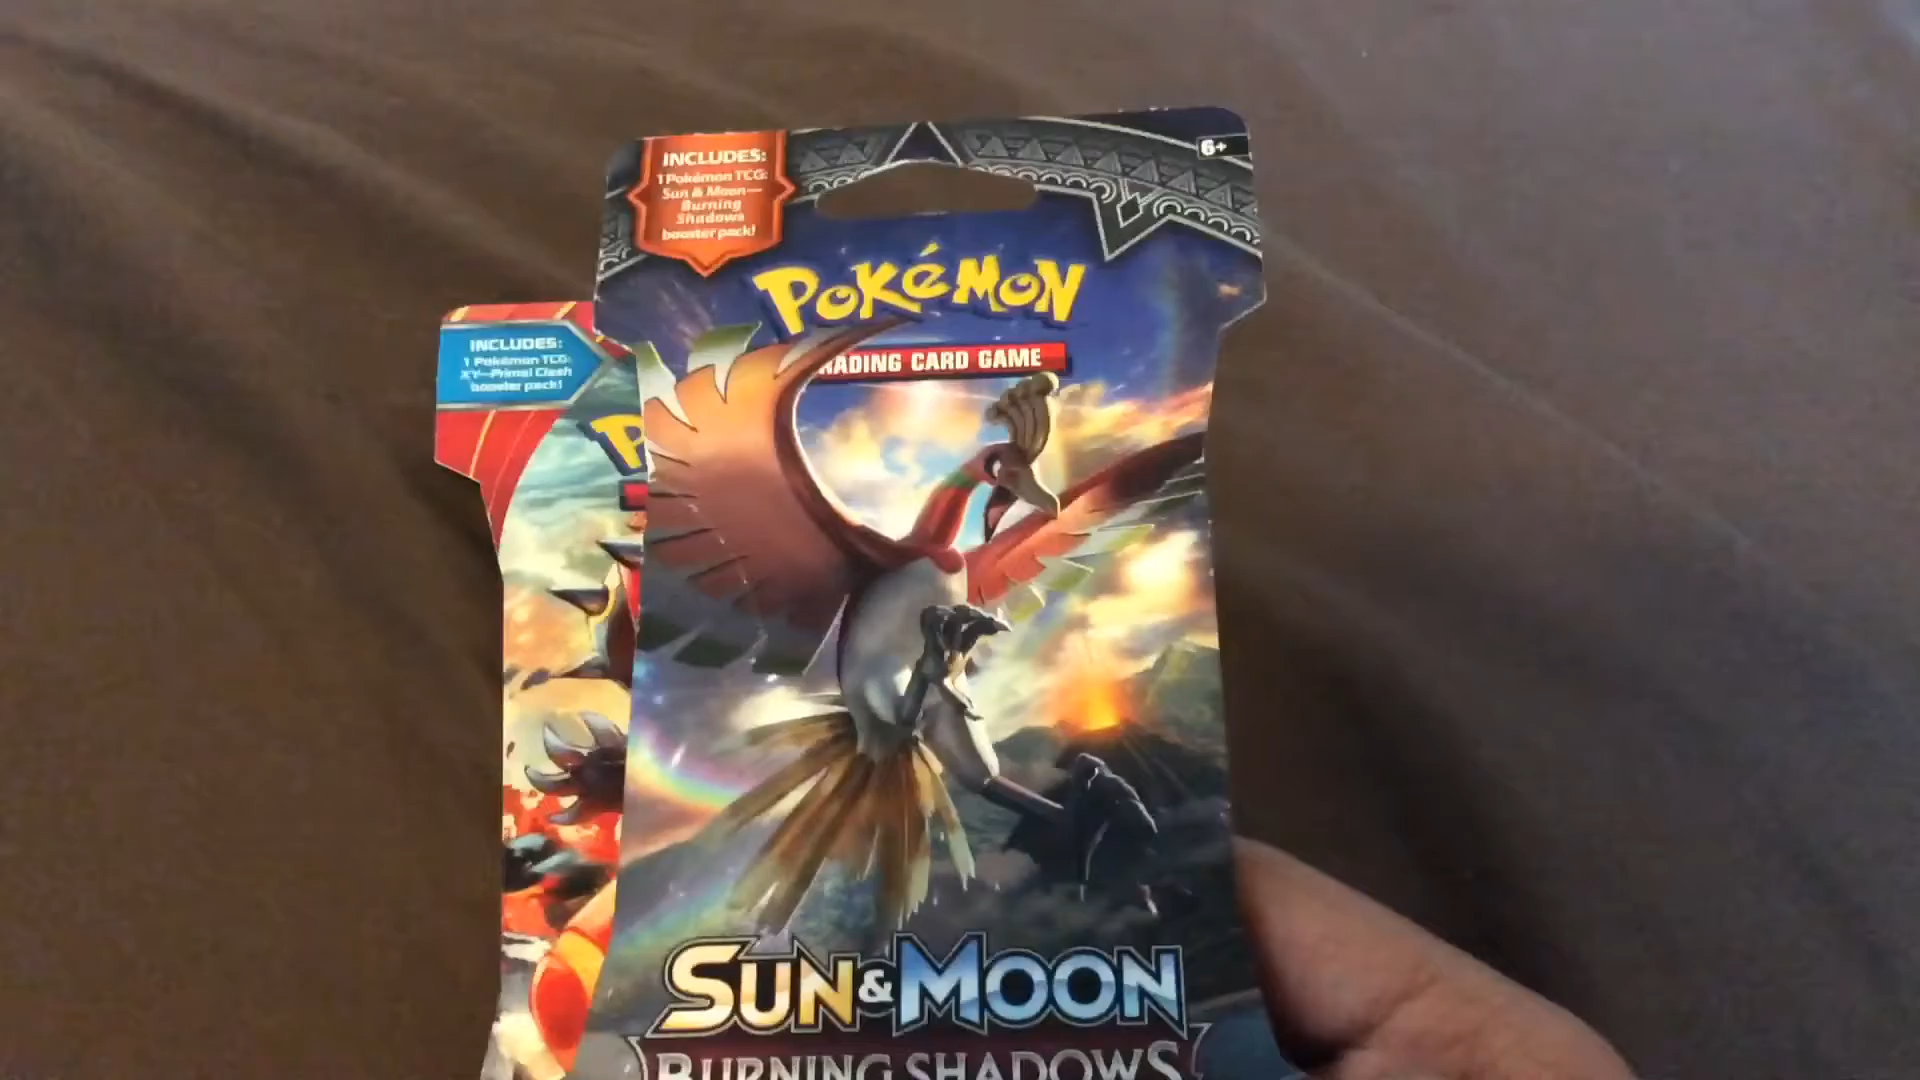 INCLUDES:
1 Pokémon TCG:
Sun & Moon—
Burning
Shadows
booster pack!
6+
POKéMON
RADING CARD GAME
INCLUDES:
1 Pokémon TCG:
XY—Primal Clash
booster pack!
P
SUN & MOON
BURNING SHADOWS